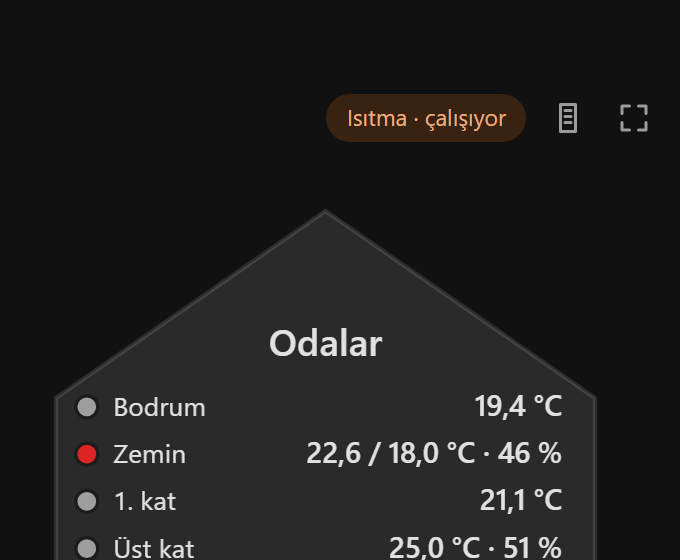 Isıtma · çalışıyor
Odalar
Bodrum 19,4 °C
Zemin 22,6 / 18,0 °C · 46 %
1. kat 21,1 °C
Üst kat 25,0 °C · 51 %